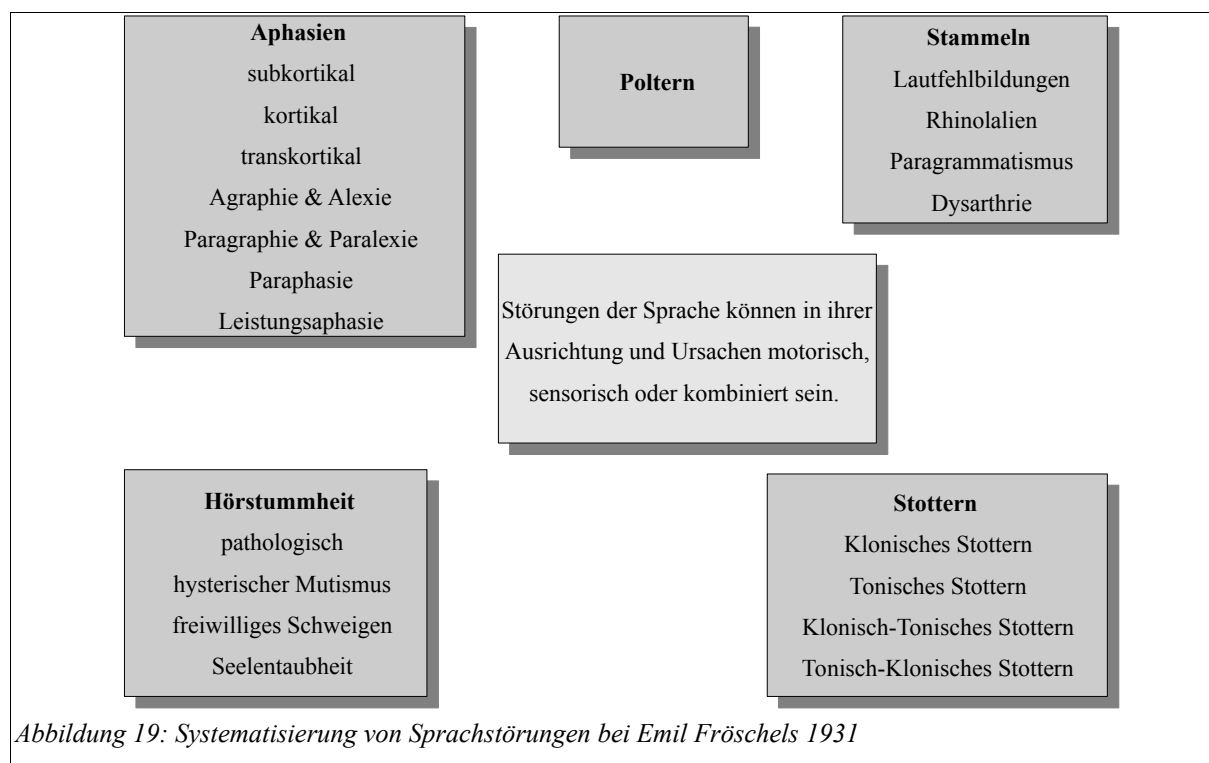 Aphasien
subkortikal
kortikal
transkortikal
Agraphie & Alexie
Paragraphie & Paralexie
Paraphasie
Leistungsaphasie
Poltern
Stammeln
Lautfehlbildungen
Rhinolalien
Paragrammatismus
Dysarthrie
Störungen der Sprache können in ihrer
Ausrichtung und Ursachen motorisch,
sensorisch oder kombiniert sein.
Hörstummheit
pathologisch
hysterischer Mutismus
freiwilliges Schweigen
Seelentaubheit
Stottern
Klonisches Stottern
Tonisches Stottern
Klonisch-Tonisches Stottern
Tonisch-Klonisches Stottern
Abbildung 19: Systematisierung von Sprachstörungen bei Emil Fröschels 1931